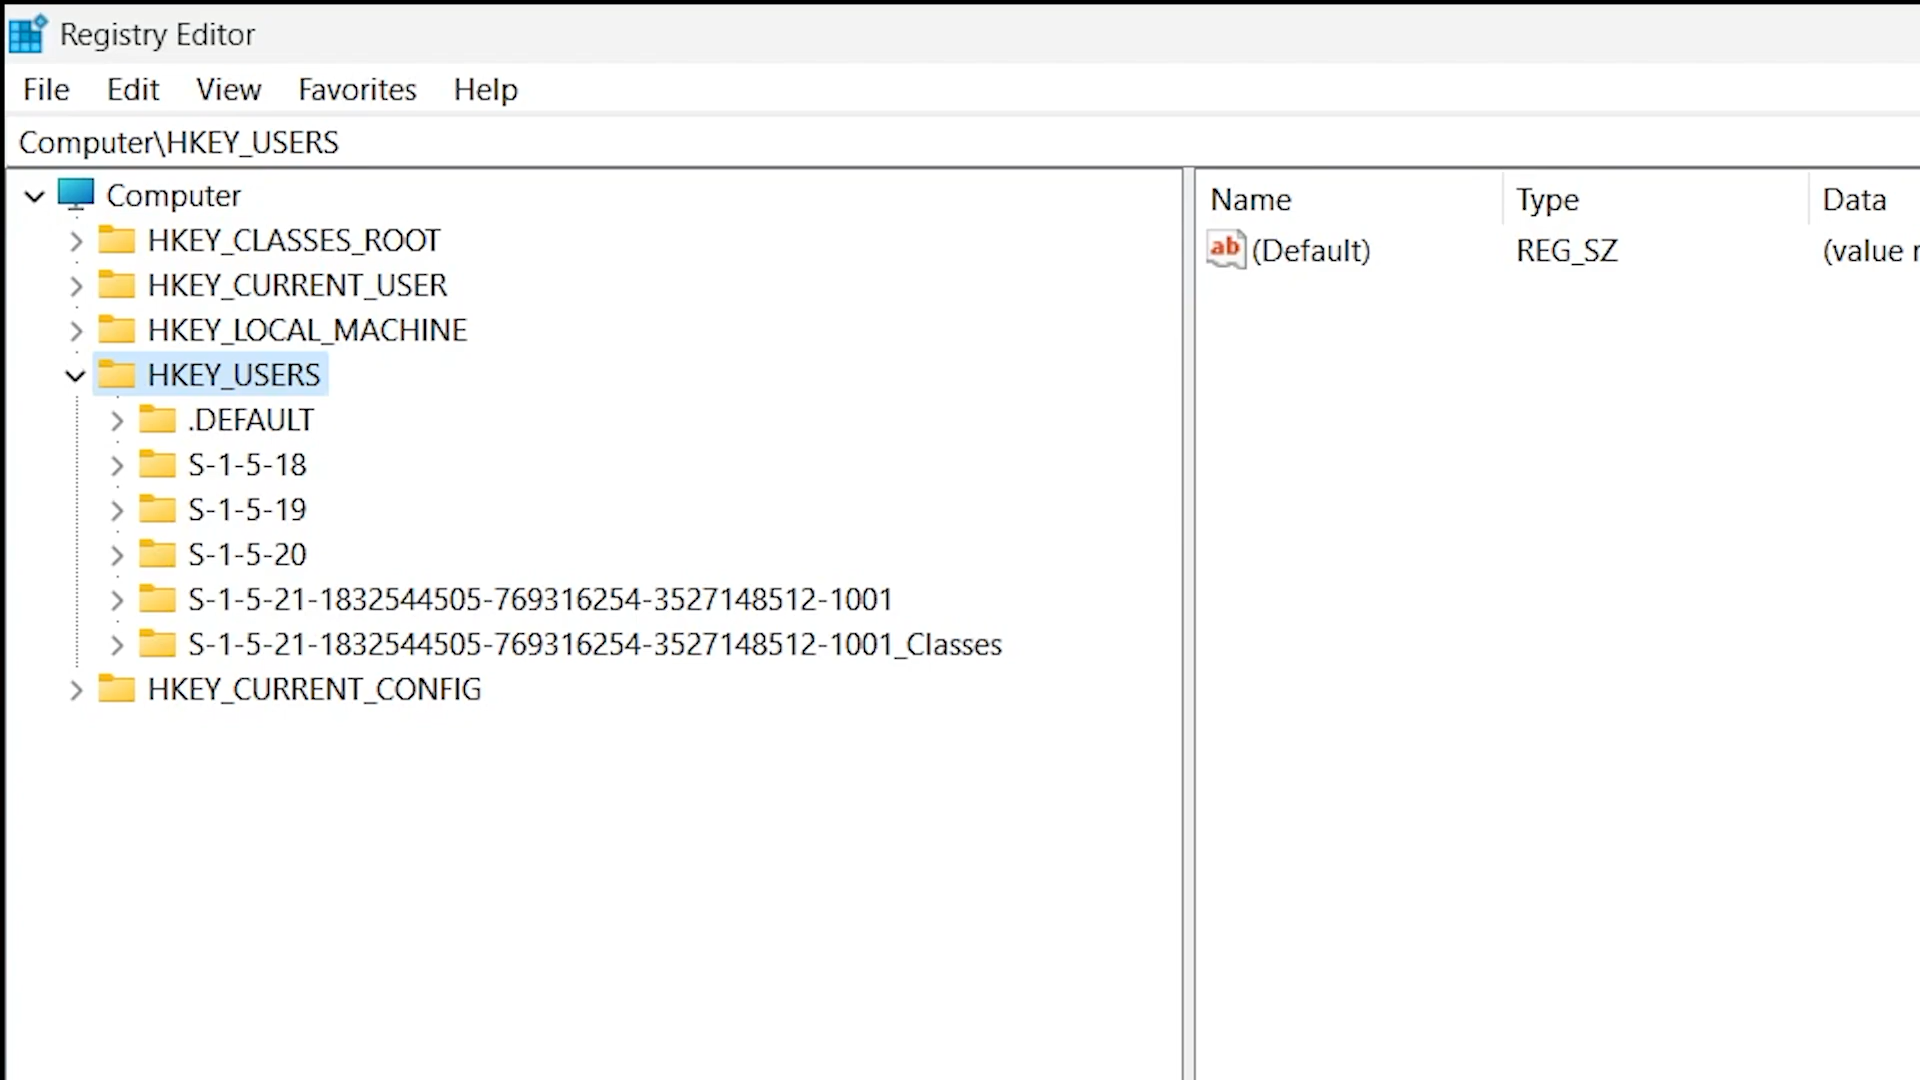 Registry Editor
File Edit View Favorites Help
Computer\HKEY_USERS
Computer
HKEY_CLASSES_ROOT
HKEY_CURRENT_USER
HKEY_LOCAL_MACHINE
HKEY_USERS
.DEFAULT
S-1-5-18
S-1-5-19
S-1-5-20
S-1-5-21-1832544505-769316254-3527148512-1001
S-1-5-21-1832544505-769316254-3527148512-1001_Classes
HKEY_CURRENT_CONFIG
Name Type Data
ab (Default) REG_SZ (value